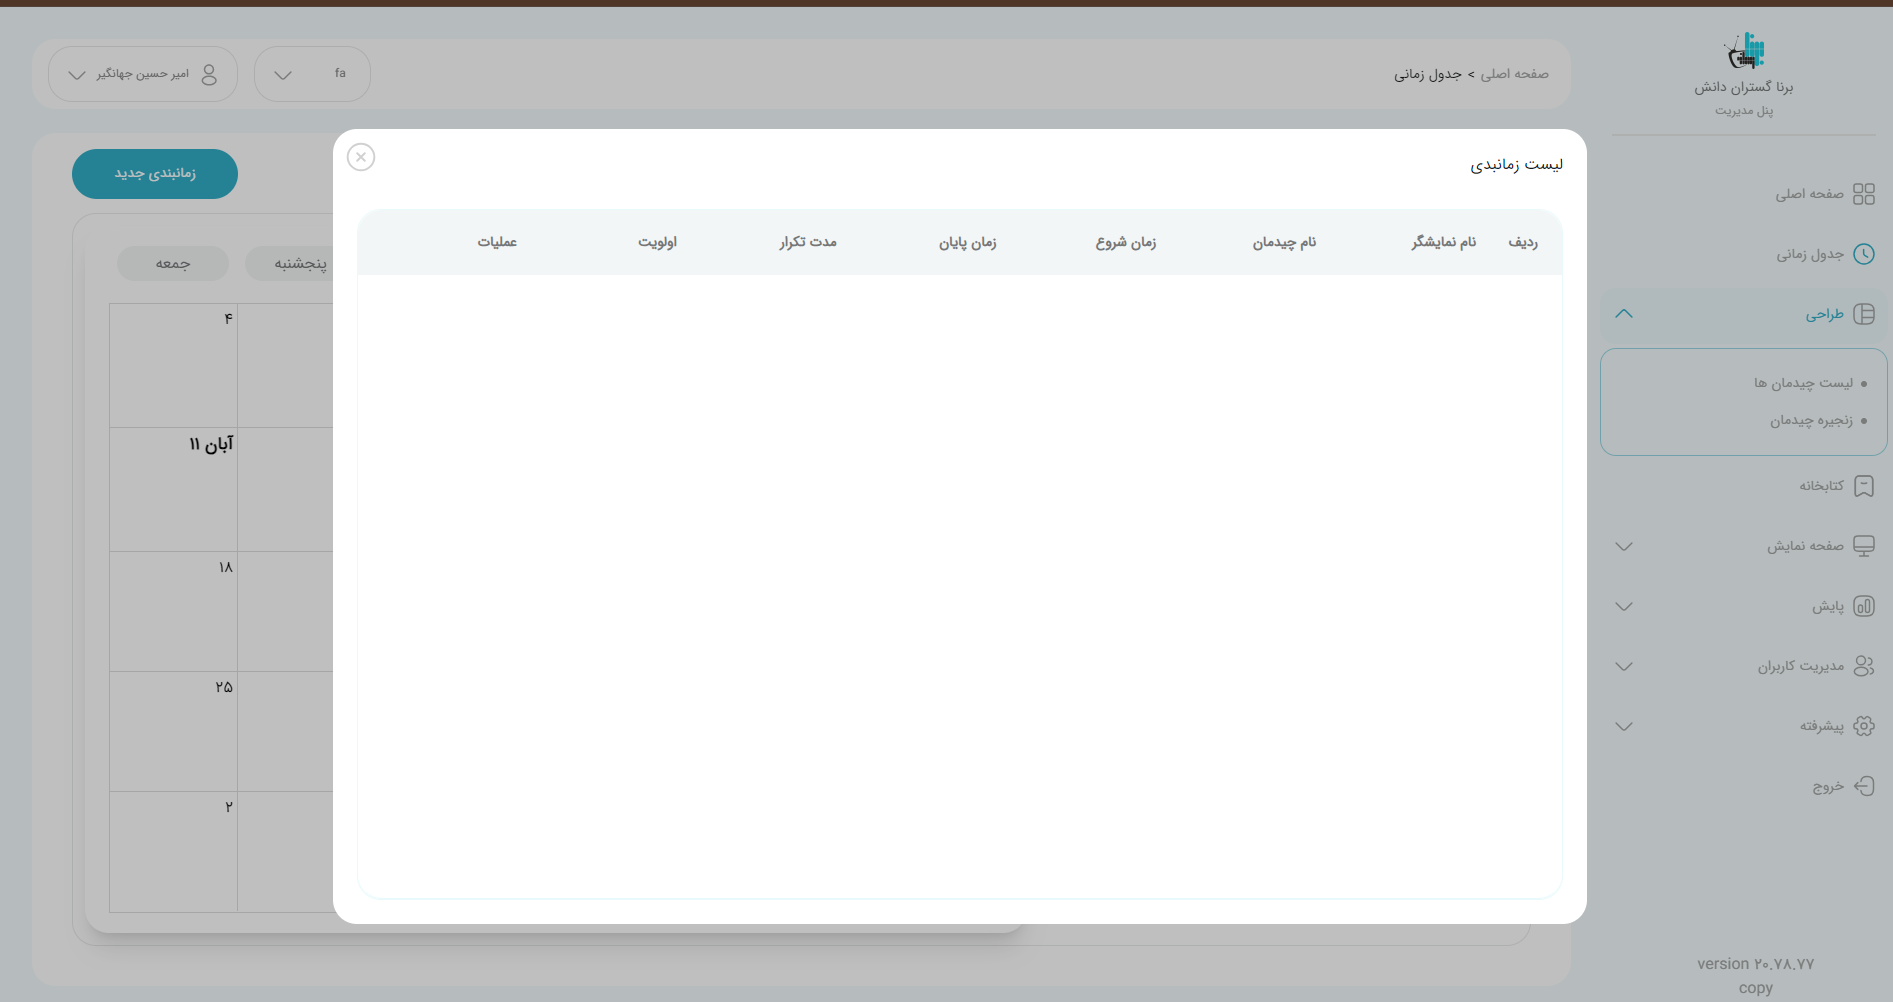 برنا گستران دانش
پنل مدیریت
صفحه اصلی
جدول زمانی
طراحی
لیست چیدمان ها
زنجیره چیدمان
کتابخانه
صفحه نمایش
پایش
مدیریت کاربران
پیشرفته
خروج
version ۲۰.۷۸.۷۷
copy
صفحه اصلی > جدول زمانی
fa
امیر حسین جهانگیر
زمانبندی جدید
لیست زمانبدی
ردیف نام نمایشگر نام چیدمان زمان شروع زمان پایان مدت تکرار اولویت عملیات
پنجشنبه جمعه
۴
آبان ۱۱
۱۸
۲۵
۲